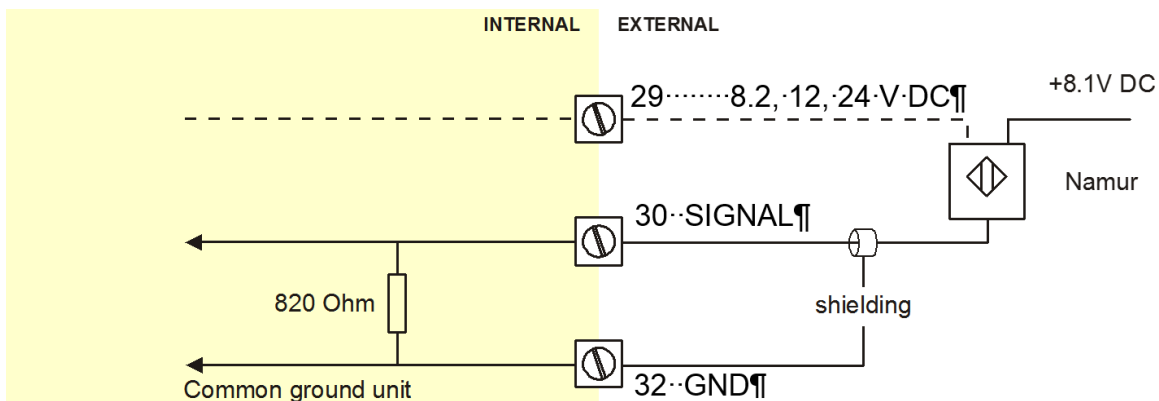 INTERNAL EXTERNAL
29········8.2,·12,·24·V·DC¶
+8.1V DC
Namur
30··SIGNAL¶
820 Ohm
shielding
Common ground unit
32··GND¶